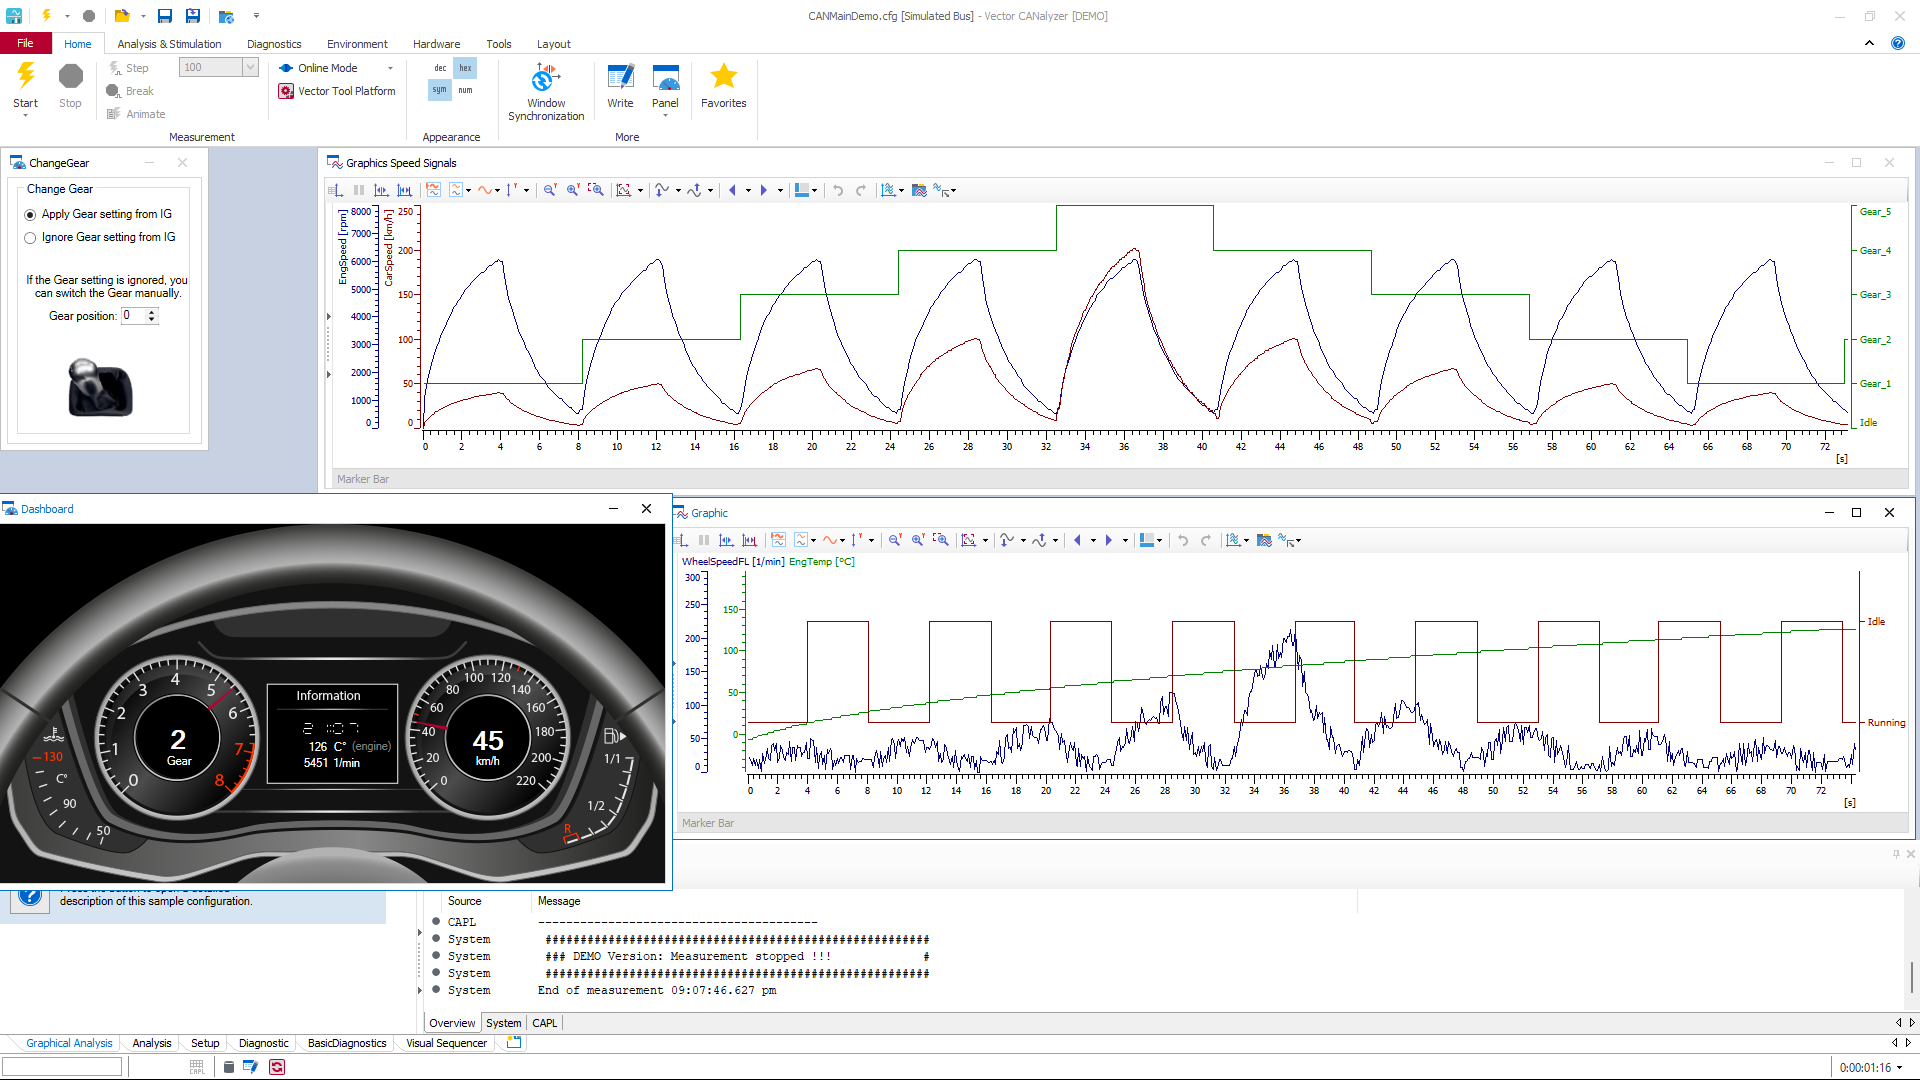 CANMainDemo.cfg [Simulated Bus] - Vector CANalyzer [DEMO]
File Home Analysis & Stimulation Diagnostics Environment Hardware Tools Layout
Start
Stop
Step
Break
Animate
100
Measurement
Online Mode
Vector Tool Platform
dec hex
sym num
Appearance
Window
Synchronization
Write
Panel
Favorites
More
ChangeGear
Change Gear
Apply Gear setting from IG
Ignore Gear setting from IG
If the Gear setting is ignored, you
can switch the Gear manually.
Gear position: 0
Graphics Speed Signals
EngSpeed [rpm]
8000
7000
6000
5000
4000
3000
2000
1000
0
CarSpeed [km/h]
250
200
150
100
50
0
Gear_5
Gear_4
Gear_3
Gear_2
Gear_1
Idle
0 2 4 6 8 10 12 14 16 18 20 22 24 26 28 30 32 34 36 38 40 42 44 46 48 50 52 54 56 58 60 62 64 66 68 70 72
[s]
Marker Bar
Dashboard
0 1 2 3 4 5 6 7 8
2
Gear
Information
126 C° (engine)
5451 1/min
0 20 40 60 80 100 120 140 160 180 200 220
45
km/h
130
C°
90
50
1/1
1/2
R
Graphic
WheelSpeedFL [1/min] EngTemp [°C]
300
250
200
150
100
50
0
150
100
50
0
Idle
Running
0 2 4 6 8 10 12 14 16 18 20 22 24 26 28 30 32 34 36 38 40 42 44 46 48 50 52 54 56 58 60 62 64 66 68 70 72
[s]
Marker Bar
description of this sample configuration.
Source Message
CAPL ----------------------------------------
System #######################################################
System ### DEMO Version: Measurement stopped !!! #
System #######################################################
System End of measurement 09:07:46.627 pm
Overview System CAPL
Graphical Analysis Analysis Setup Diagnostic BasicDiagnostics Visual Sequencer
CAPL
0:00:01:16